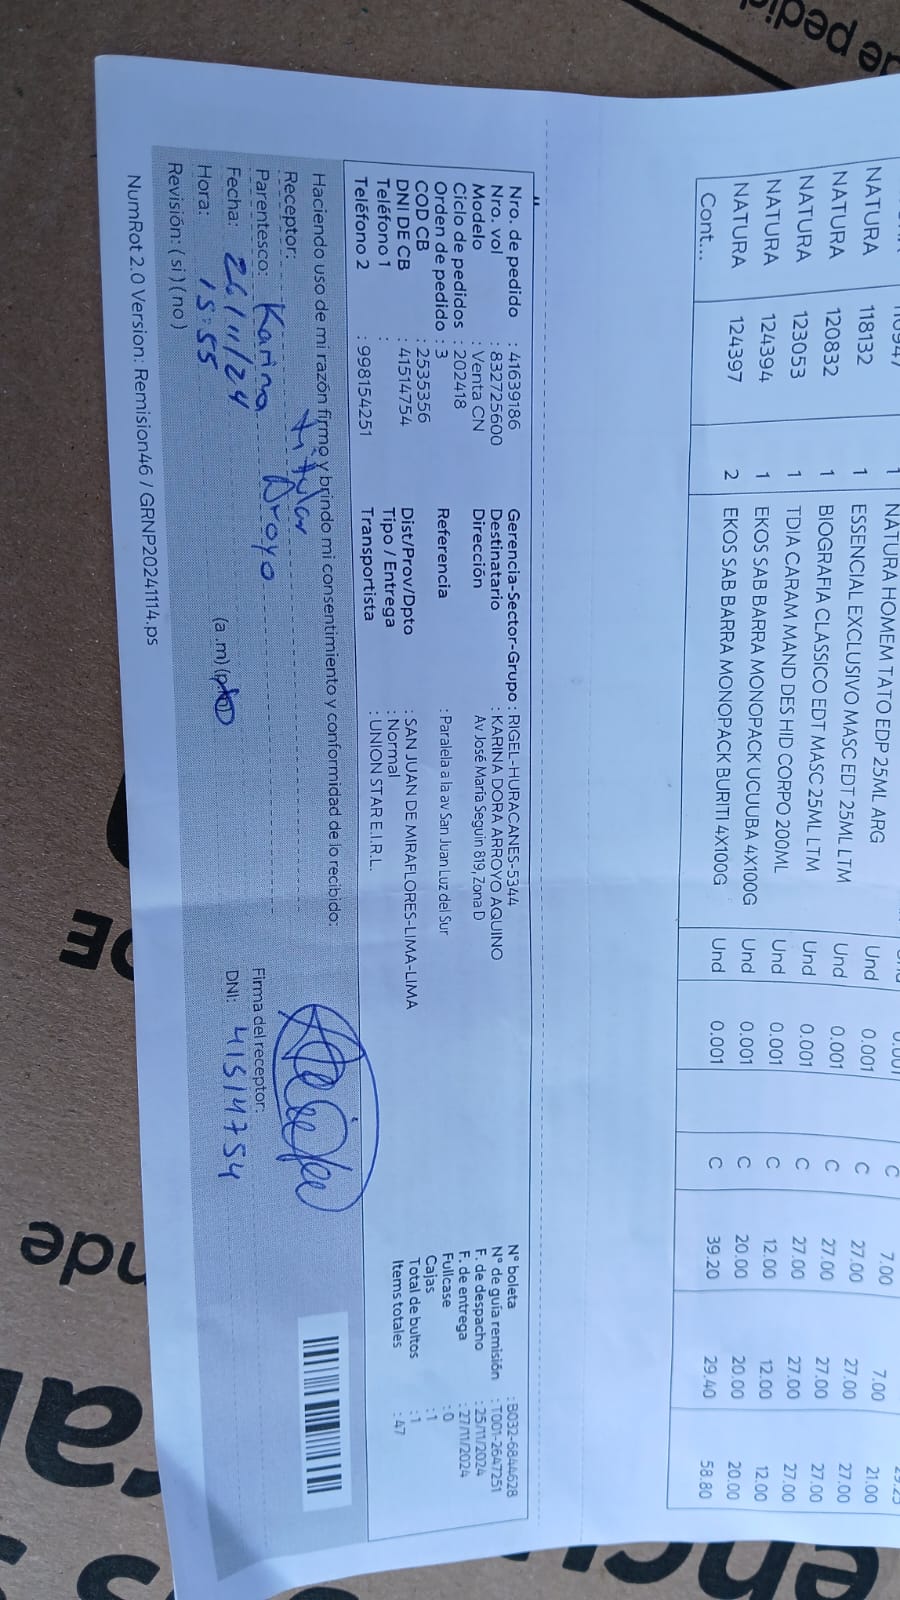 de pedid
NATURA HOMEM TATO EDP 25ML ARG C 7.00 7.00 21.00
NATURA 118132 1 ESSENCIAL EXCLUSIVO MASC EDT 25ML LTM Und 0.001 C 27.00 27.00 27.00
NATURA 120832 1 BIOGRAFIA CLASSICO EDT MASC 25ML LTM Und 0.001 C 27.00 27.00 27.00
NATURA 123053 1 TDIA CARAM MAND DES HID CORPO 200ML Und 0.001 C 27.00 27.00 27.00
NATURA 124394 1 EKOS SAB BARRA MONOPACK UCUUBA 4X100G Und 0.001 C 12.00 12.00 12.00
NATURA 124397 1 EKOS SAB BARRA MONOPACK BURITI 4X100G Und 0.001 C 20.00 20.00 20.00
Cont... 2 Und 0.001 C 39.20 29.40 58.80
Nro. de pedido : 41639186 Gerencia-Sector-Grupo : RIGEL-HURACANES-5344 N° boleta : B032-6844628
Nro. vol : 832725600 Destinatario : KARINA DORA ARROYO AQUINO N° de guía remisión : T001-2647251
Modelo : Venta CN Dirección Av José María Seguin 819, Zona D F. de despacho : 25/11/2024
Ciclo de pedidos : 202418 F. de entrega : 27/11/2024
Orden de pedido : 3 Referencia : Paralela a la av San Juan Luz del Sur Fullcase : 0
COD CB : 2535356 Cajas : 1
DNI DE CB : 41514754 Dist/Prov/Dpto : SAN JUAN DE MIRAFLORES-LIMA-LIMA Total de bultos : 1
Teléfono 1 : Tipo / Entrega : Normal Items totales : 47
Teléfono 2 : 998154251 Transportista : UNION STAR E.I.R.L.
Haciendo uso de mi razón firmo y brindo mi consentimiento y conformidad de lo recibido:
Receptor: titular
Parentesco: Karina Aroyo Firma del receptor:
Fecha: 26/11/24 DNI: 41514754
Hora: 15:55 (a.m) (p.m)
Revisión: (si) (no)
NumRot 2.0 Version: Remision46 / GRNP20241114.ps